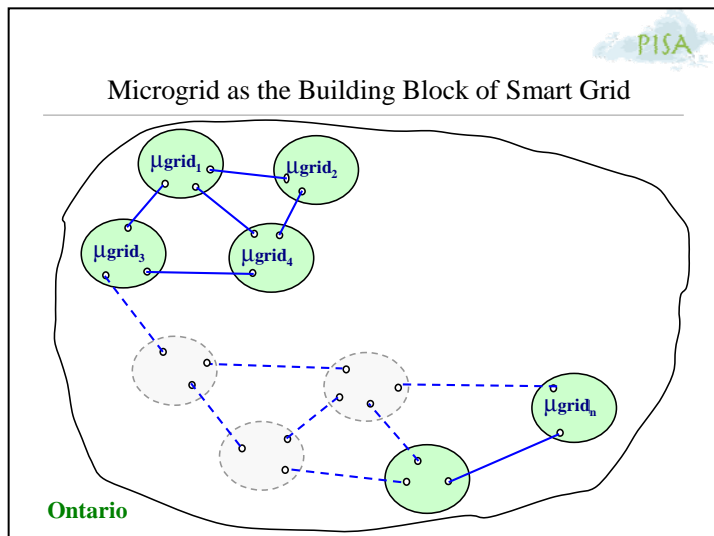 PISA
Microgrid as the Building Block of Smart Grid
μgrid₁
μgrid₂
μgrid₃
μgrid₄
μgridₙ
Ontario